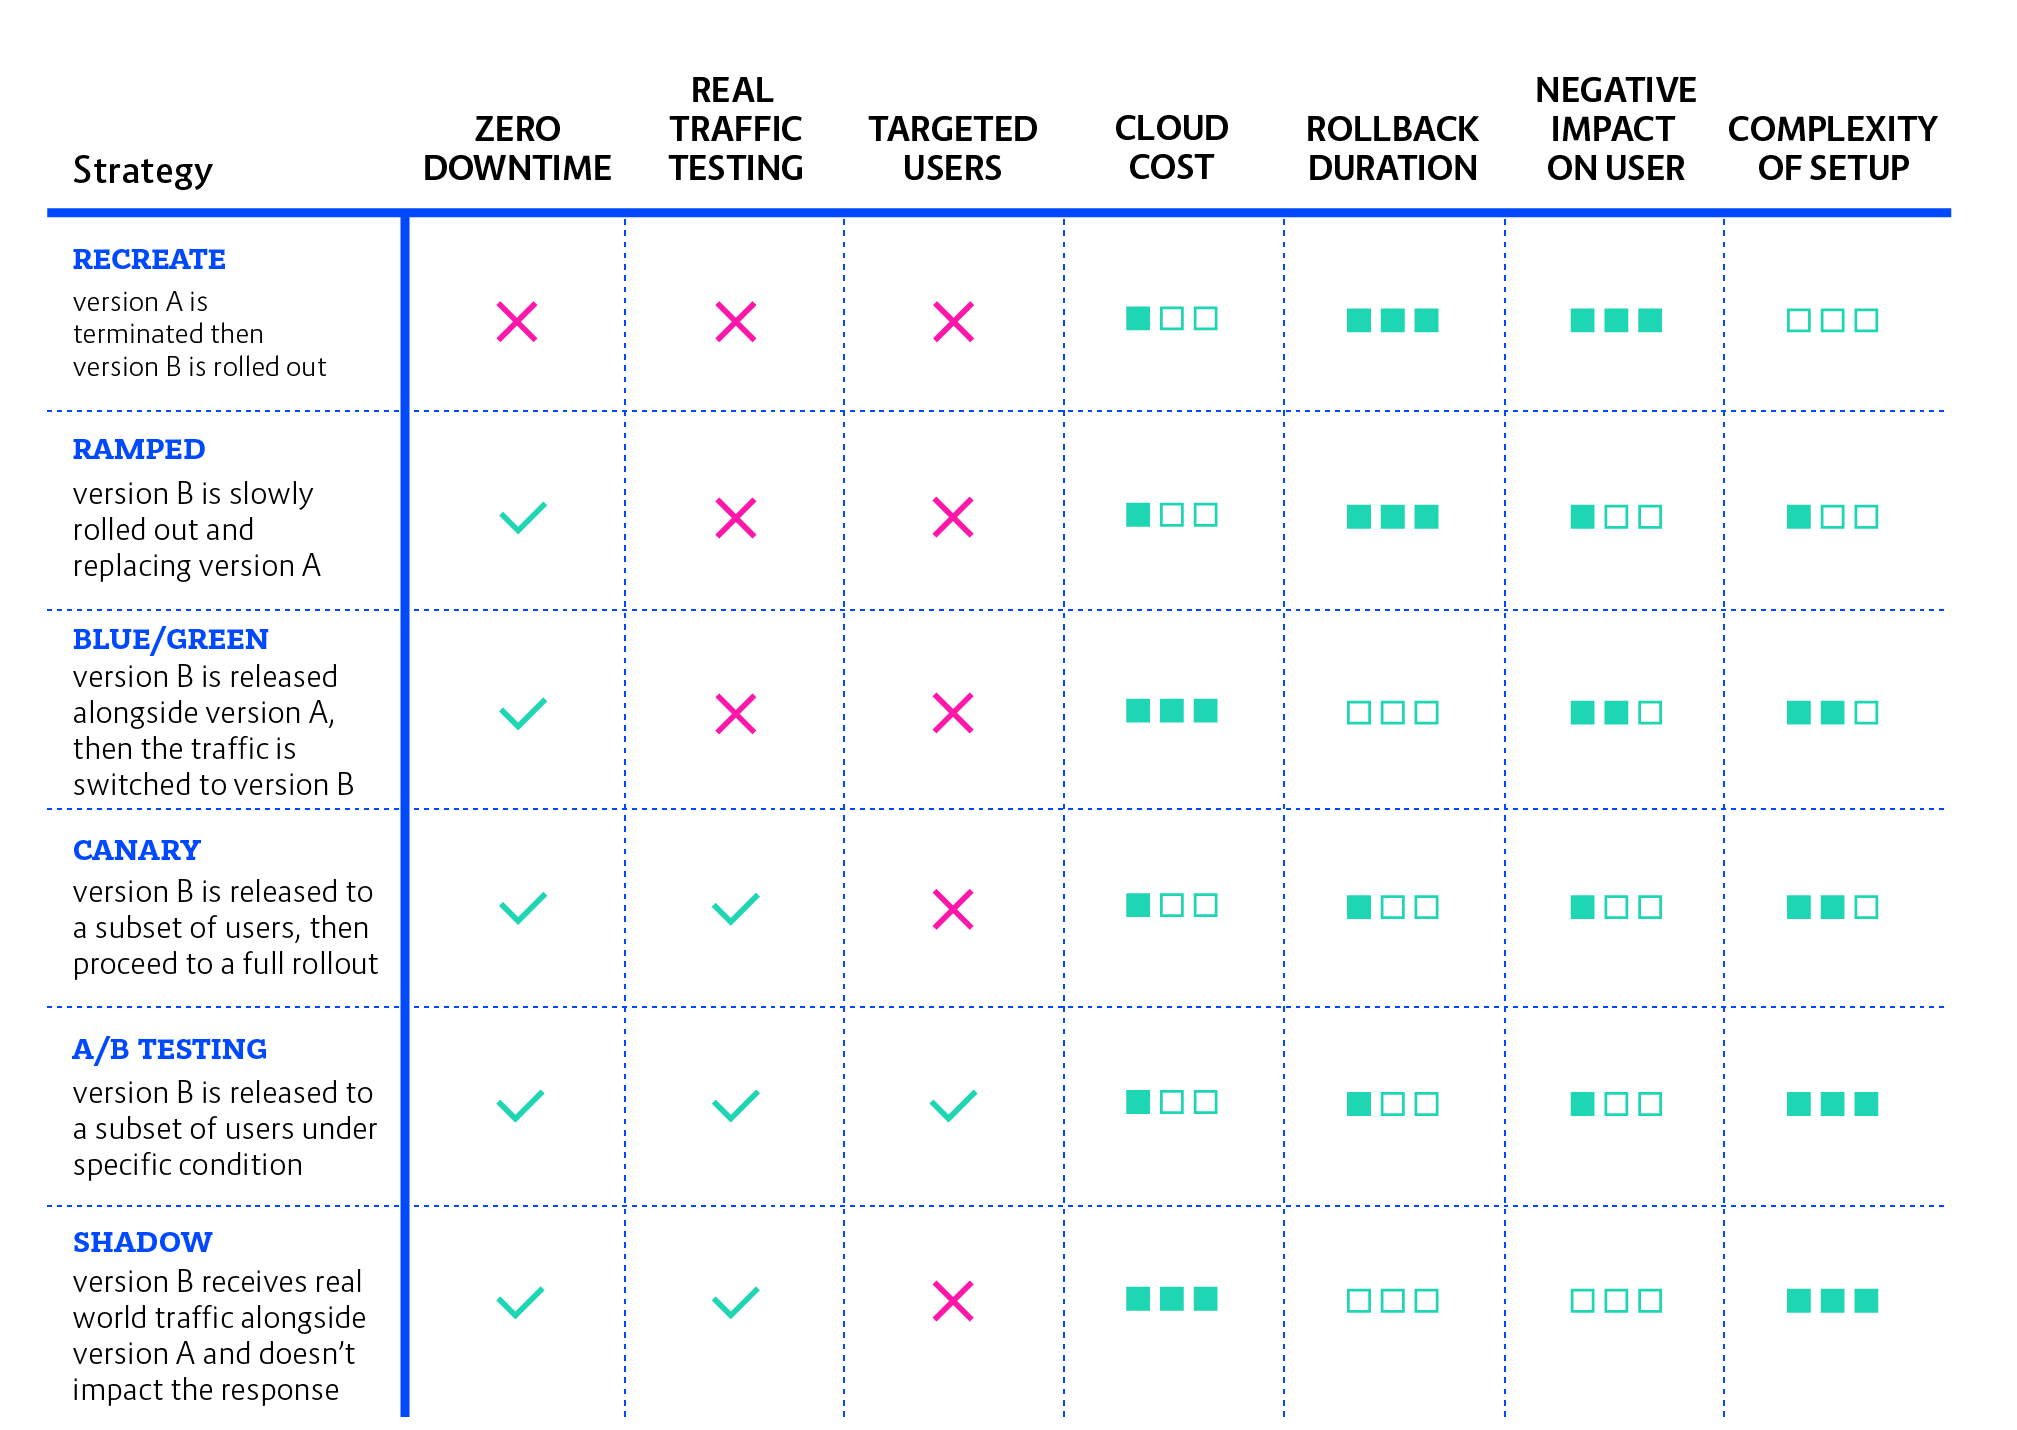 Strategy
ZERO
DOWNTIME
REAL
TRAFFIC
TESTING
TARGETED
USERS
CLOUD
COST
ROLLBACK
DURATION
NEGATIVE
IMPACT
ON USER
COMPLEXITY
OF SETUP
RECREATE
version A is
terminated then
version B is rolled out
RAMPED
version B is slowly
rolled out and
replacing version A
BLUE/GREEN
version B is released
alongside version A,
then the traffic is
switched to version B
CANARY
version B is released to
a subset of users, then
proceed to a full rollout
A/B TESTING
version B is released to
a subset of users under
specific condition
SHADOW
version B receives real
world traffic alongside
version A and doesn’t
impact the response